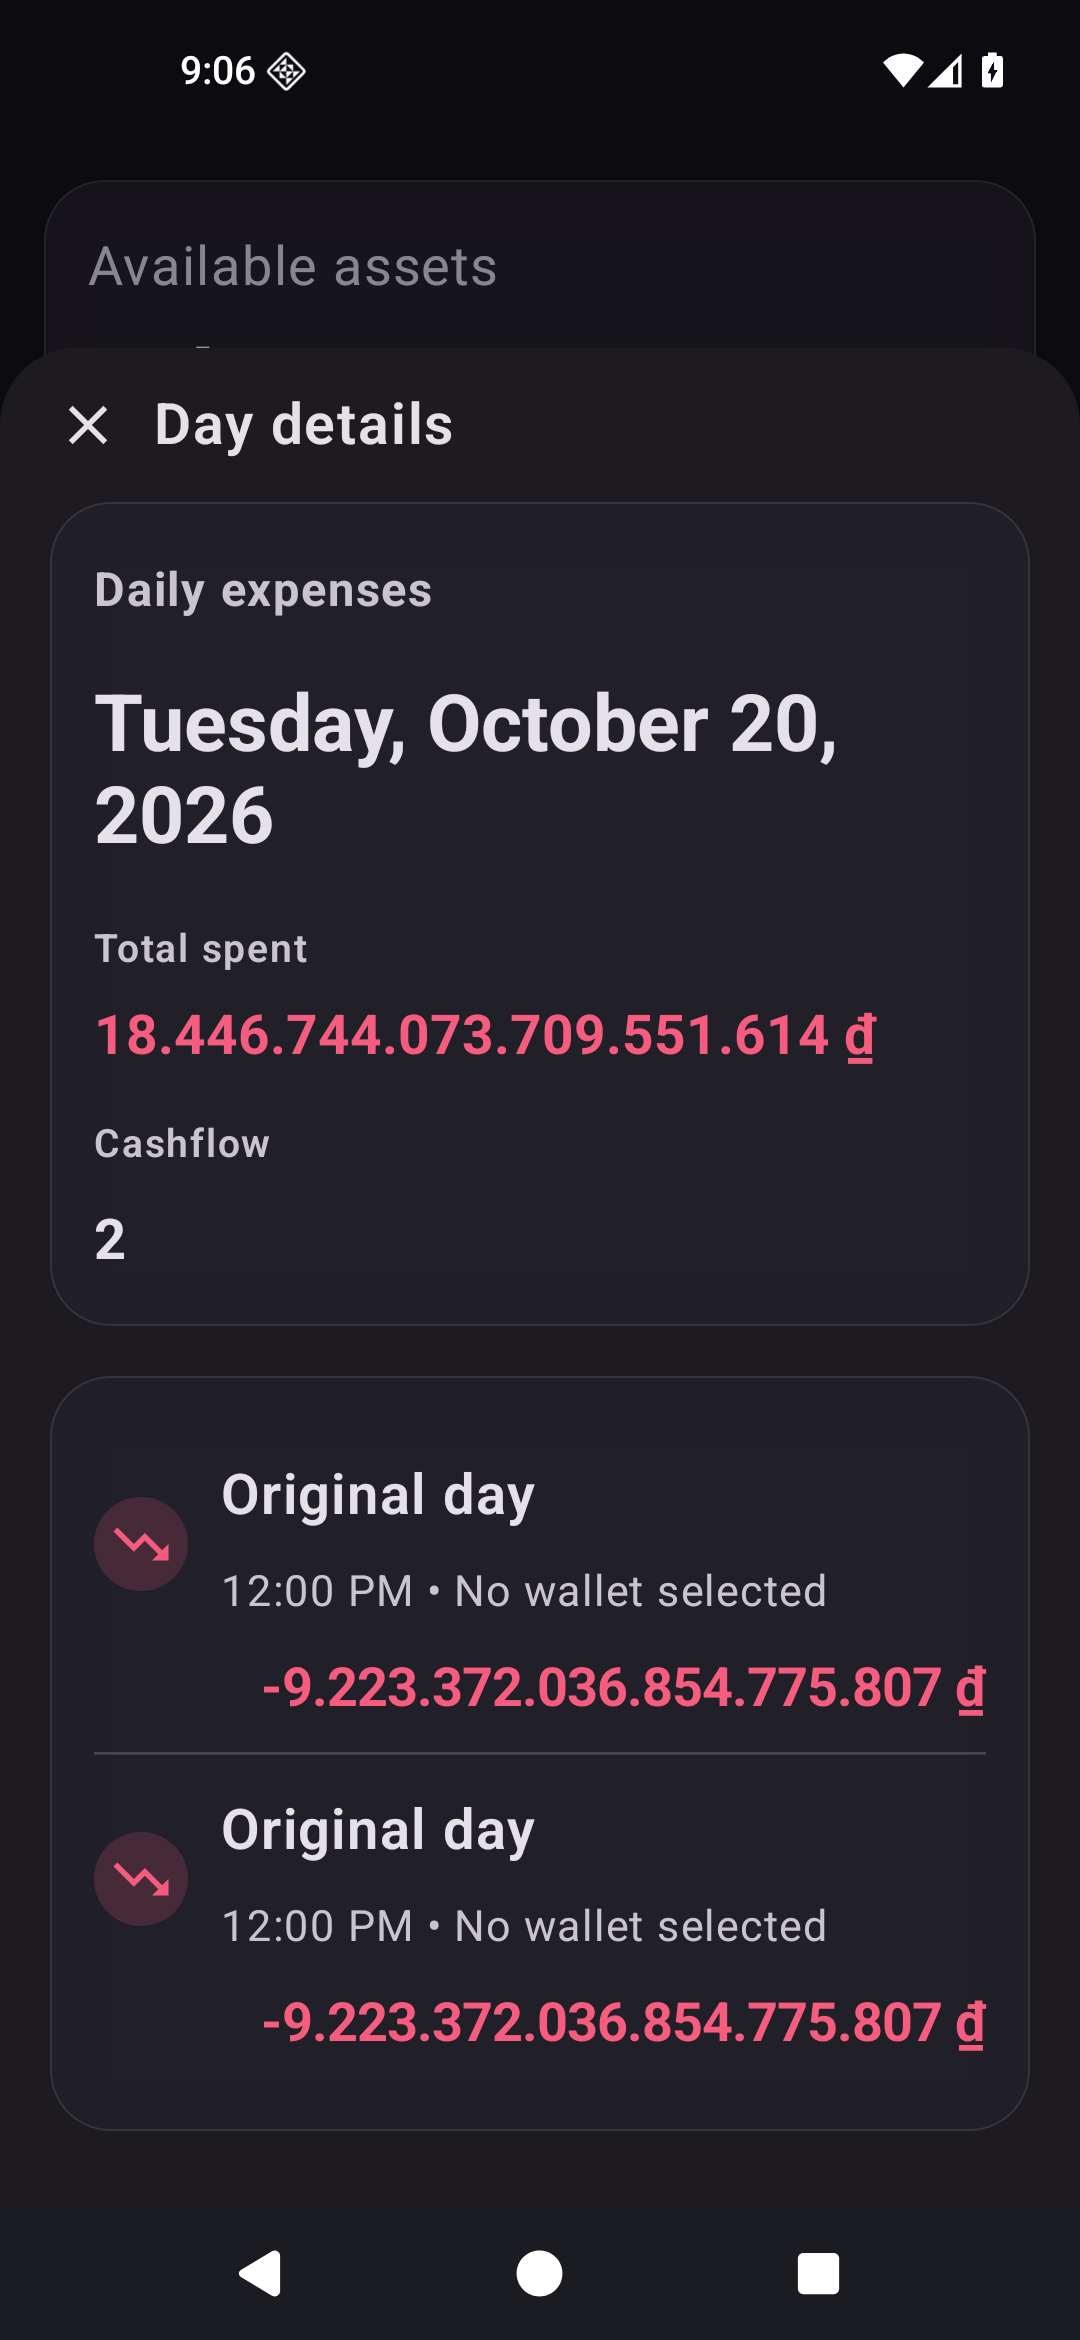 9:06
Available assets
Day details
Daily expenses
Tuesday, October 20,
2026
Total spent
18.446.744.073.709.551.614 ₫
Cashflow
2
Original day
12:00 PM • No wallet selected
-9.223.372.036.854.775.807 ₫
Original day
12:00 PM • No wallet selected
-9.223.372.036.854.775.807 ₫